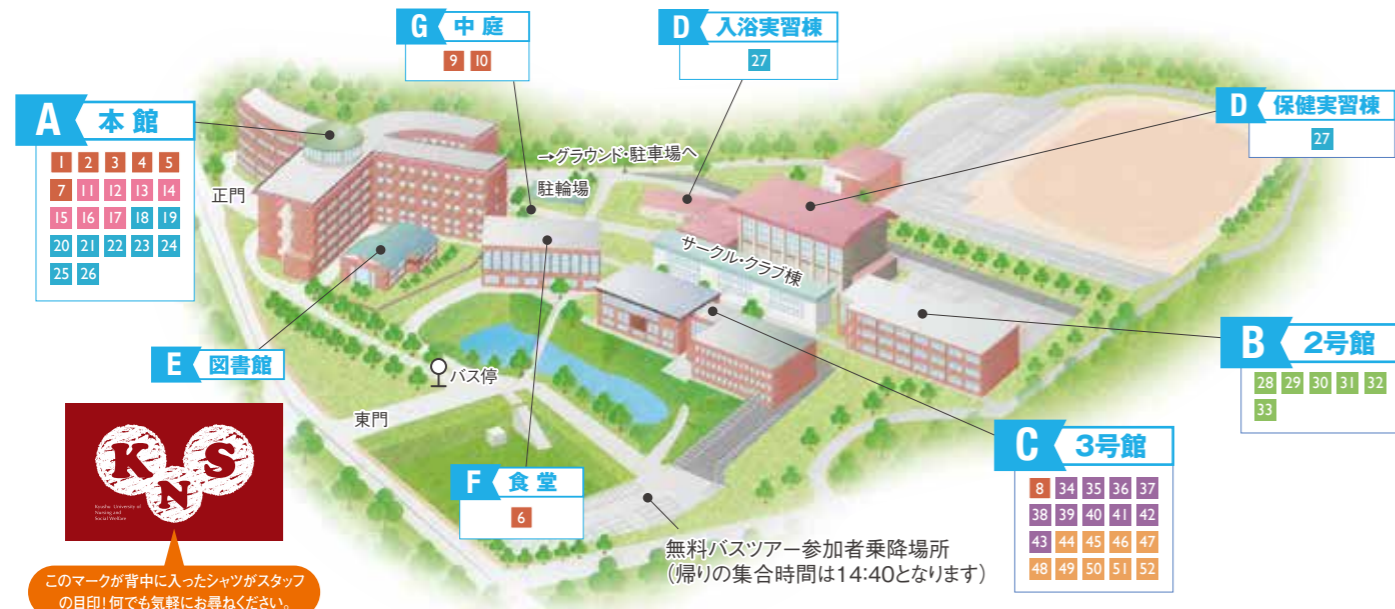 G 中庭
9 10
D 入浴実習棟
27
A 本館
1 2 3 4 5
7 11 12 13 14
15 16 17 18 19
20 21 22 23 24
25 26
D 保健実習棟
27
→グラウンド・駐車場へ
駐輪場
正門
サークル・クラブ棟
B 2号館
28 29 30 31 32
33
E 図書館
バス停
東門
C 3号館
8 34 35 36 37
38 39 40 41 42
43 44 45 46 47
48 49 50 51 52
F 食堂
6
無料バスツアー参加者乗降場所
(帰りの集合時間は14:40となります)
K N S
Kyushu University of
Nursing and
Social Welfare
このマークが背中に入ったシャツがスタッフ
の目印!何でも気軽にお尋ねください。